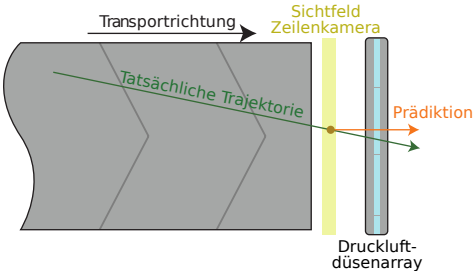 Transportrichtung
Sichtfeld
Zeilenkamera
Tatsächliche Trajektorie
Prädiktion
Druckluft-
düsenarray